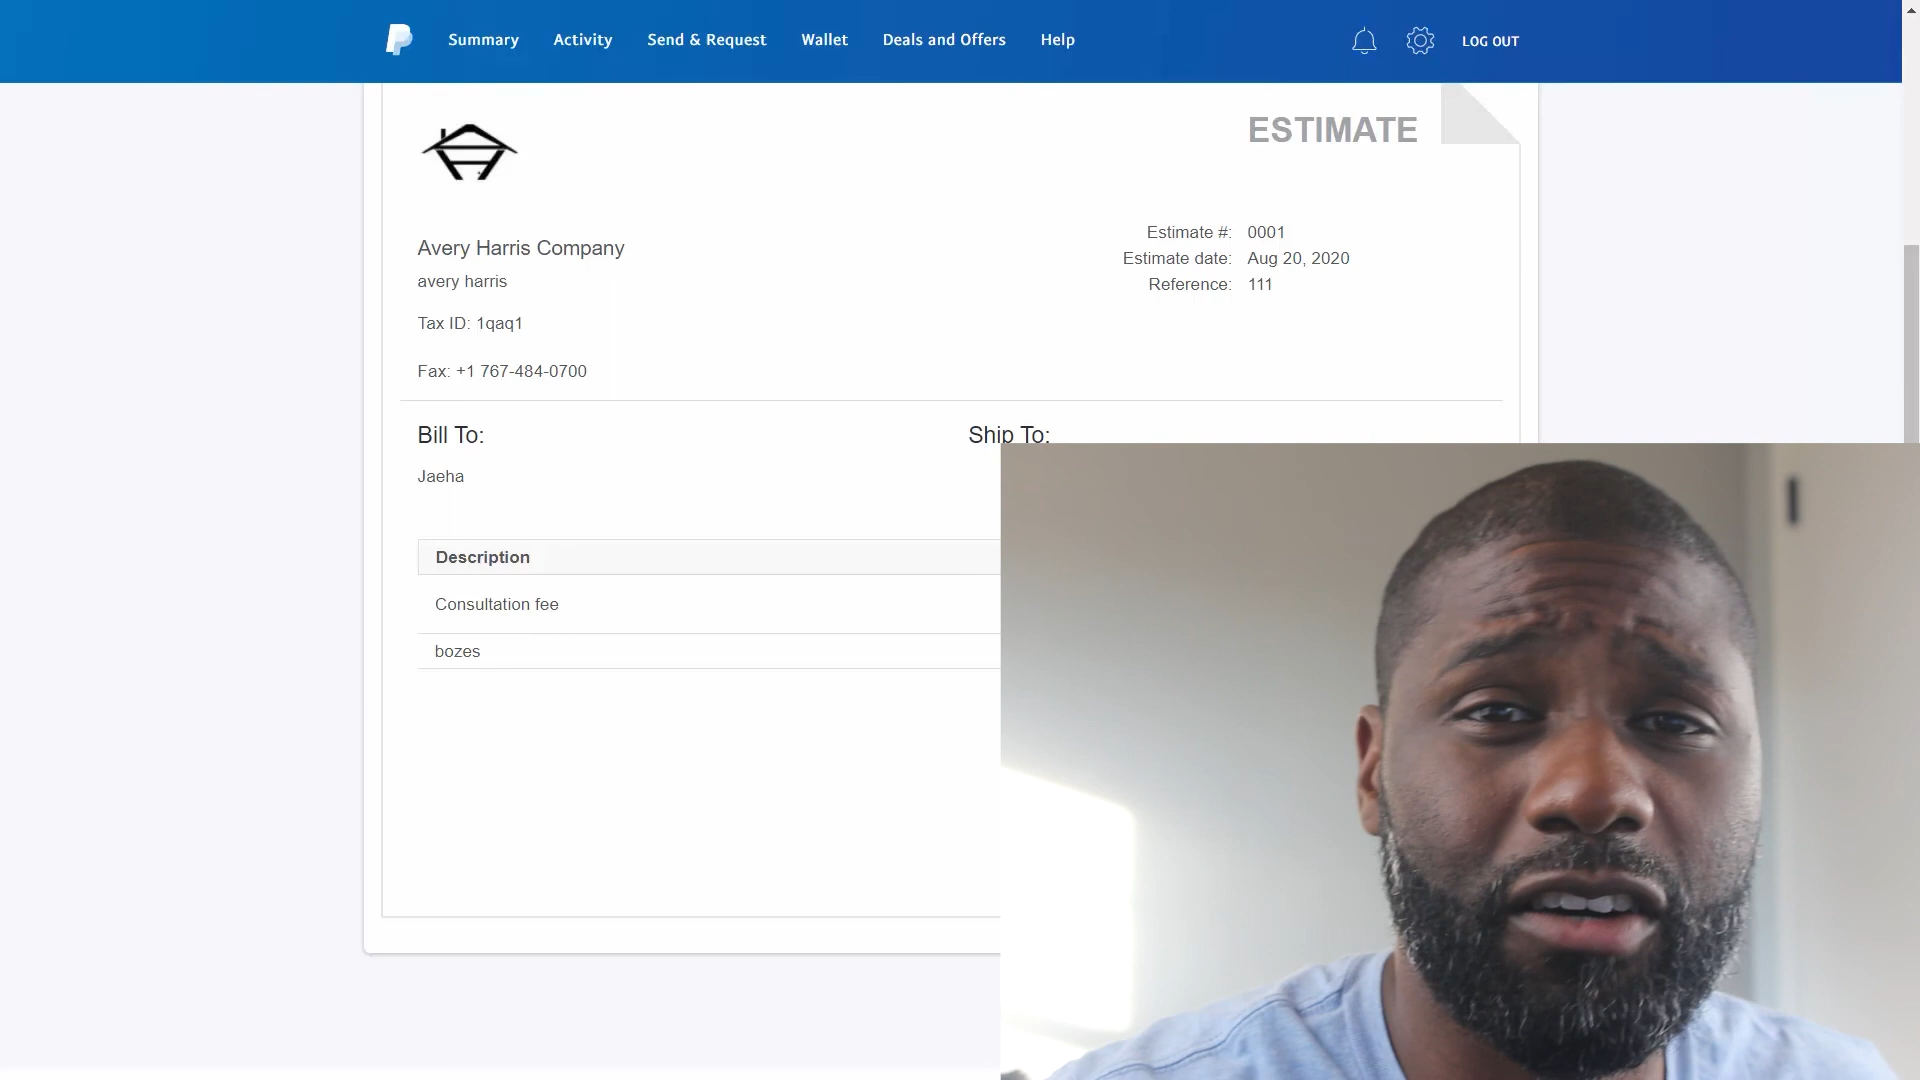 Summary Activity Send & Request Wallet Deals and Offers Help LOG OUT
ESTIMATE
Avery Harris Company
avery harris
Tax ID: 1qaq1
Fax: +1 767-484-0700
Estimate #: 0001
Estimate date: Aug 20, 2020
Reference: 111
Bill To:
Jaeha
Ship To:
Description
Consultation fee
bozes